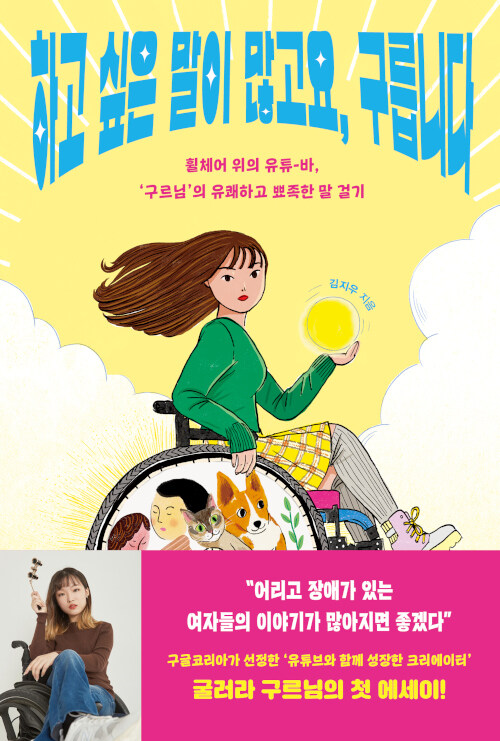 하고 싶은 말이 많고요, 구릅니다
휠체어 위의 유튜-바,
‘구르님’의 유쾌하고 뾰족한 말 걸기
김지우 지음
“어리고 장애가 있는
여자들의 이야기가 많아지면 좋겠다”
구글코리아가 선정한 ‘유튜브와 함께 성장한 크리에이터’
굴러라 구르님의 첫 에세이!